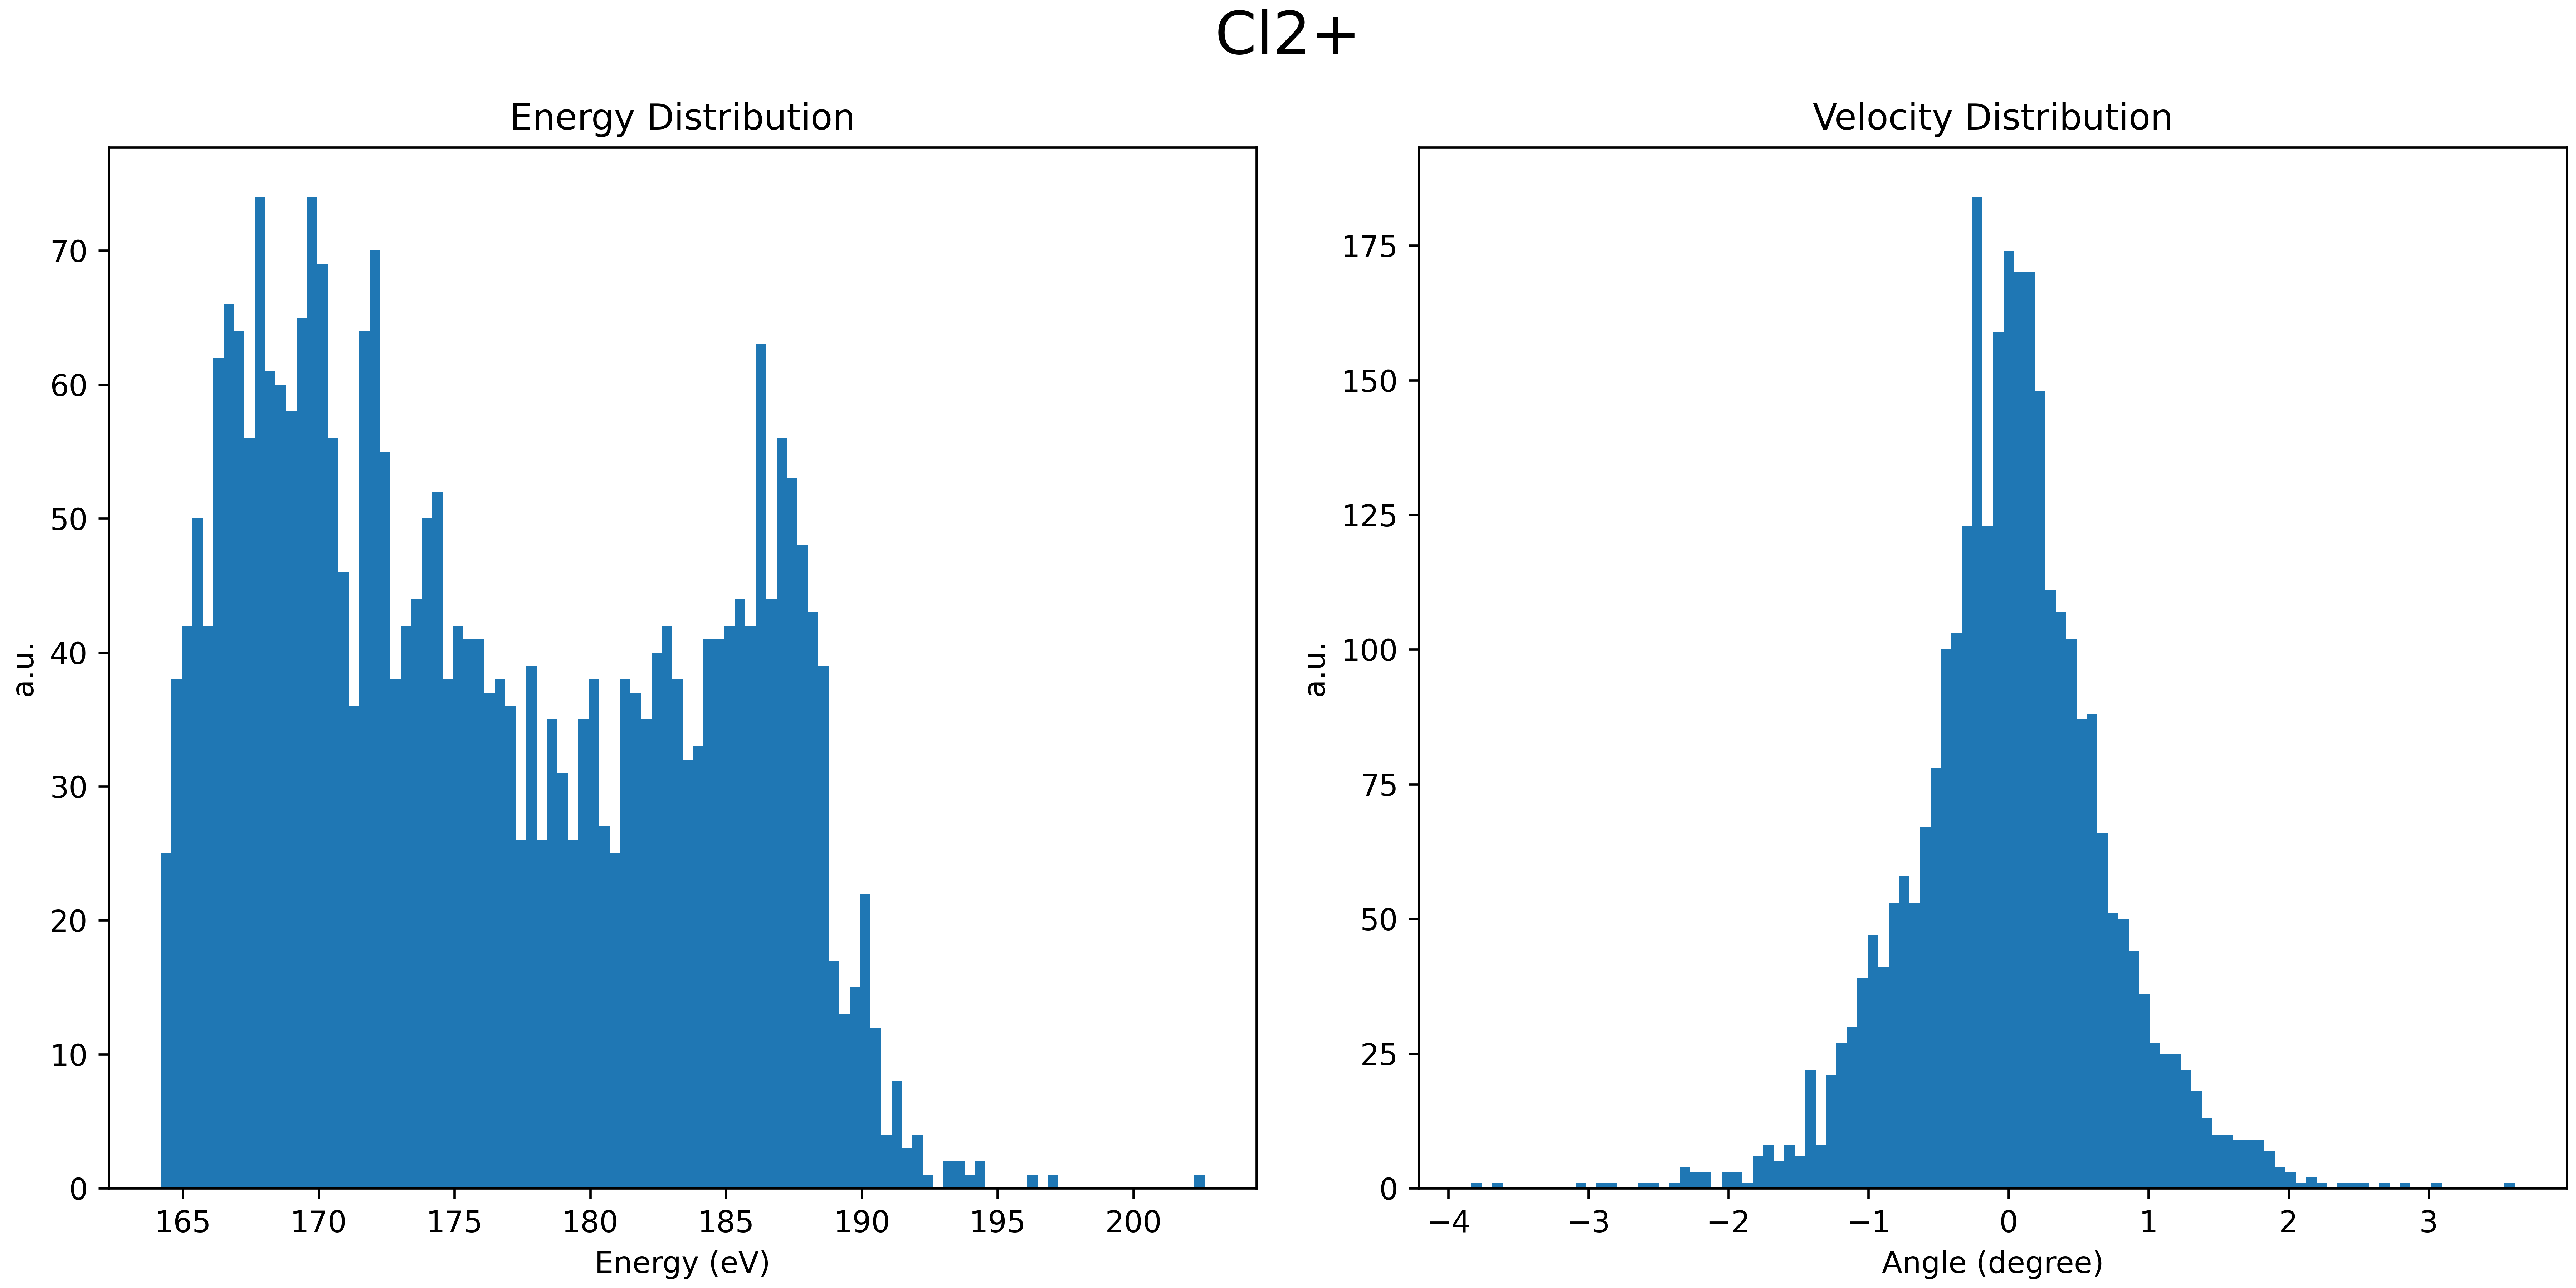 Cl2+
Energy Distribution
a.u.
70
60
50
40
30
20
10
0
165 170 175 180 185 190 195 200
Energy (eV)
Velocity Distribution
a.u.
175
150
125
100
75
50
25
0
−4 −3 −2 −1 0 1 2 3
Angle (degree)